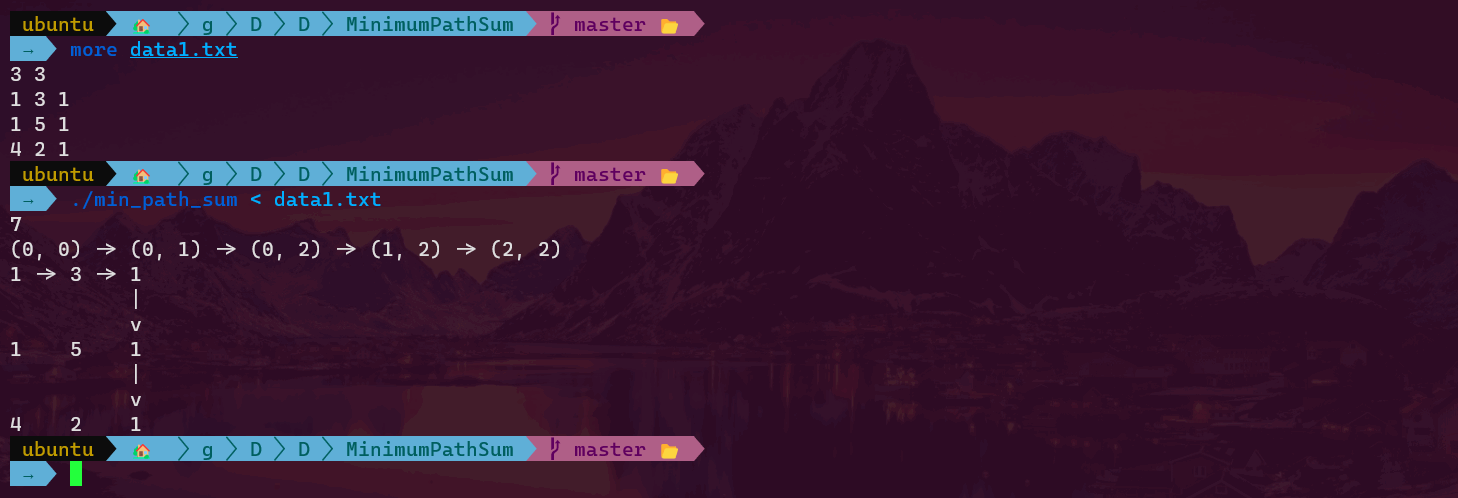 ubuntu 🏠 g D D MinimumPathSum master 📂
→ more data1.txt
3 3
1 3 1
1 5 1
4 2 1
ubuntu 🏠 g D D MinimumPathSum master 📂
→ ./min_path_sum < data1.txt
7
(0, 0) -> (0, 1) -> (0, 2) -> (1, 2) -> (2, 2)
1 -> 3 -> 1
|
v
1 5 1
|
v
4 2 1
ubuntu 🏠 g D D MinimumPathSum master 📂
→